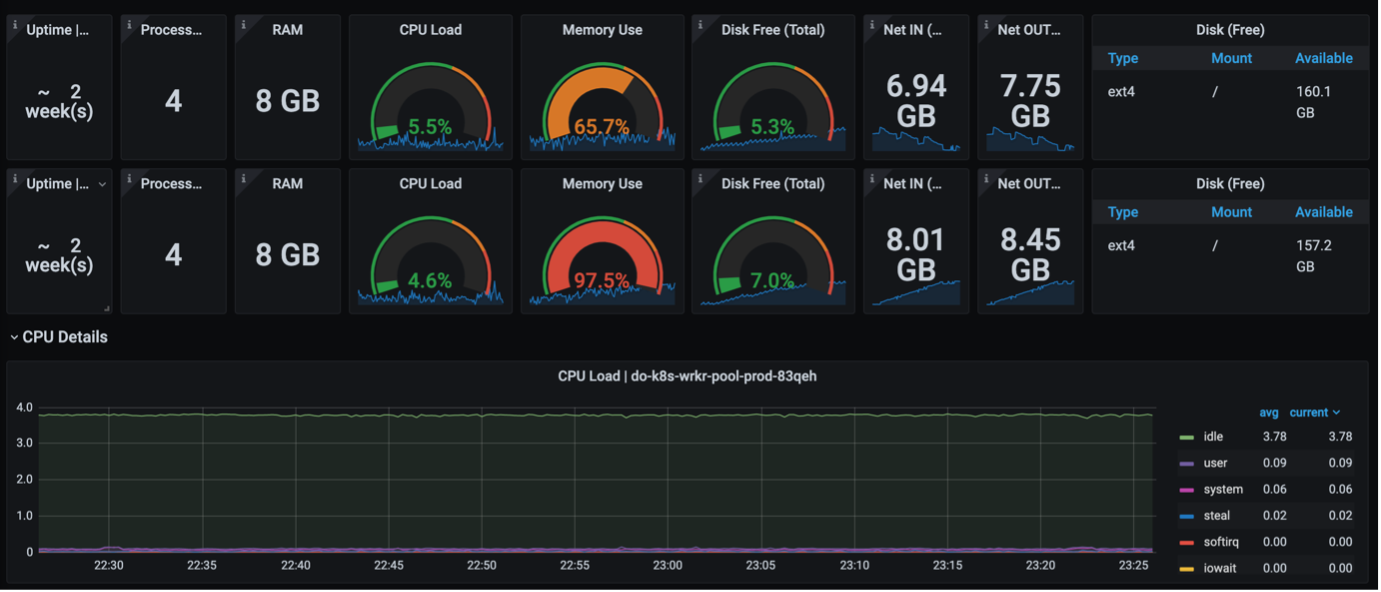 Uptime |... Process... RAM CPU Load Memory Use Disk Free (Total) Net IN (... Net OUT... Disk (Free)
Type Mount Available
~ 2
week(s)
4
8 GB
5.5%
65.7%
5.3%
6.94
GB
7.75
GB
ext4 / 160.1
GB
Uptime |... Process... RAM CPU Load Memory Use Disk Free (Total) Net IN (... Net OUT... Disk (Free)
Type Mount Available
~ 2
week(s)
4
8 GB
4.6%
97.5%
7.0%
8.01
GB
8.45
GB
ext4 / 157.2
GB
CPU Details
CPU Load | do-k8s-wrkr-pool-prod-83qeh
4.0
3.0
2.0
1.0
0
22:30 22:35 22:40 22:45 22:50 22:55 23:00 23:05 23:10 23:15 23:20 23:25
avg current
idle 3.78 3.78
user 0.09 0.09
system 0.06 0.06
steal 0.02 0.02
softirq 0.00 0.00
iowait 0.00 0.00